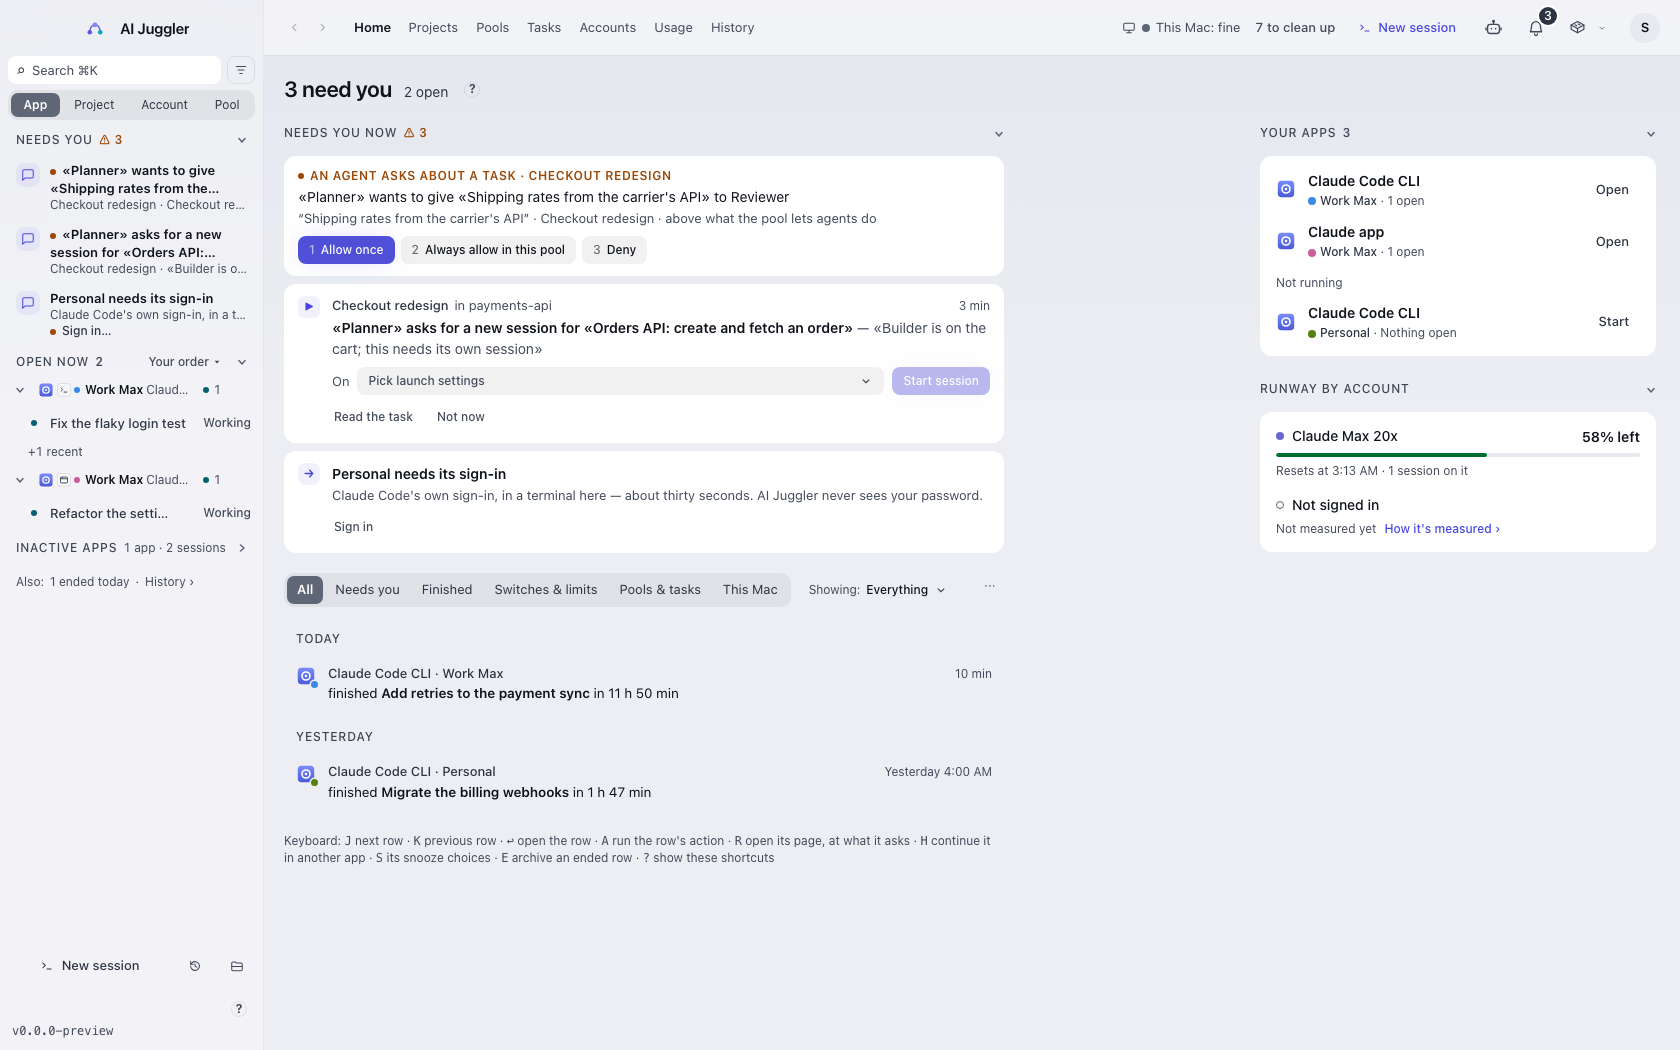 AI Juggler
Search ⌘K
App Project Account Pool
NEEDS YOU 3
«Planner» wants to give
«Shipping rates from the...
Checkout redesign · Checkout re...
«Planner» asks for a new
session for «Orders API:...
Checkout redesign · «Builder is o...
Personal needs its sign-in
Claude Code's own sign-in, in a t...
Sign in...
OPEN NOW 2 Your order
Work Max Claud... 1
Fix the flaky login test Working
+1 recent
Work Max Claud... 1
Refactor the setti... Working
INACTIVE APPS 1 app · 2 sessions
Also: 1 ended today · History ›
New session
?
v0.0.0-preview
Home Projects Pools Tasks Accounts Usage History
This Mac: fine 7 to clean up New session 3 S
3 need you 2 open ?
NEEDS YOU NOW 3
AN AGENT ASKS ABOUT A TASK · CHECKOUT REDESIGN
«Planner» wants to give «Shipping rates from the carrier's API» to Reviewer
“Shipping rates from the carrier's API” · Checkout redesign · above what the pool lets agents do
1 Allow once 2 Always allow in this pool 3 Deny
Checkout redesign in payments-api 3 min
«Planner» asks for a new session for «Orders API: create and fetch an order» — «Builder is on the
cart; this needs its own session»
On Pick launch settings Start session
Read the task Not now
Personal needs its sign-in
Claude Code's own sign-in, in a terminal here — about thirty seconds. AI Juggler never sees your password.
Sign in
All Needs you Finished Switches & limits Pools & tasks This Mac Showing: Everything ...
TODAY
Claude Code CLI · Work Max 10 min
finished Add retries to the payment sync in 11 h 50 min
YESTERDAY
Claude Code CLI · Personal Yesterday 4:00 AM
finished Migrate the billing webhooks in 1 h 47 min
Keyboard: J next row · K previous row · ↩ open the row · A run the row's action · R open its page, at what it asks · H continue it
in another app · S its snooze choices · E archive an ended row · ? show these shortcuts
YOUR APPS 3
Claude Code CLI
Work Max · 1 open
Open
Claude app
Work Max · 1 open
Open
Not running
Claude Code CLI
Personal · Nothing open
Start
RUNWAY BY ACCOUNT
Claude Max 20x 58% left
Resets at 3:13 AM · 1 session on it
Not signed in
Not measured yet How it's measured ›